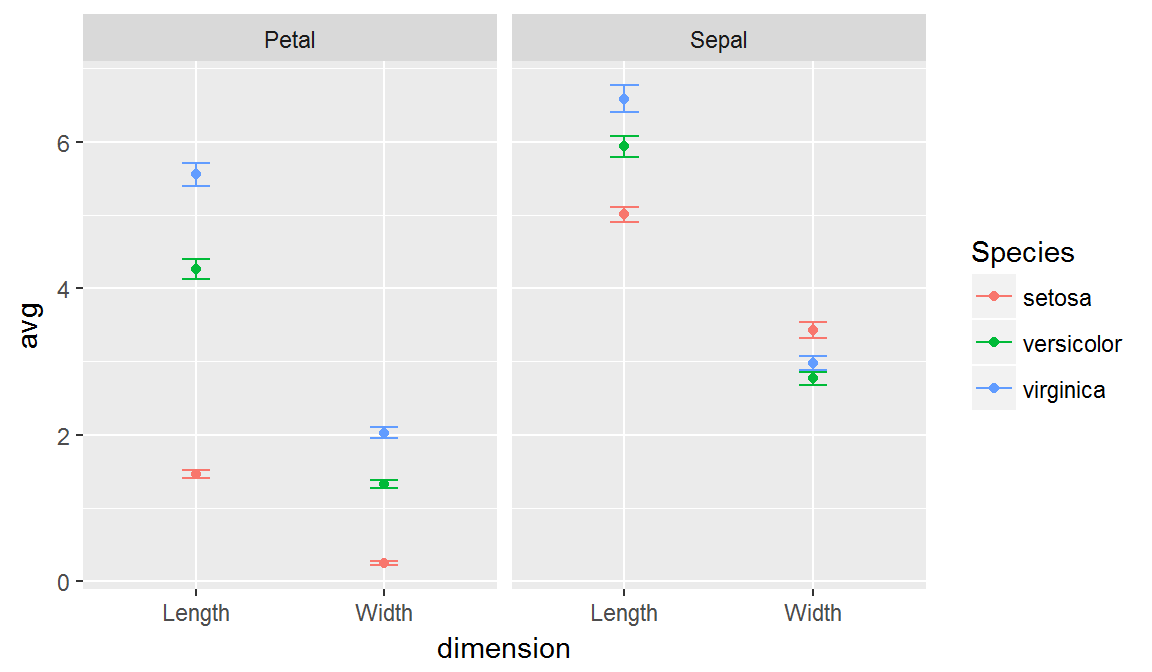 Petal Sepal
avg
6
4
2
0
Length Width Length Width
dimension
Species
setosa
versicolor
virginica